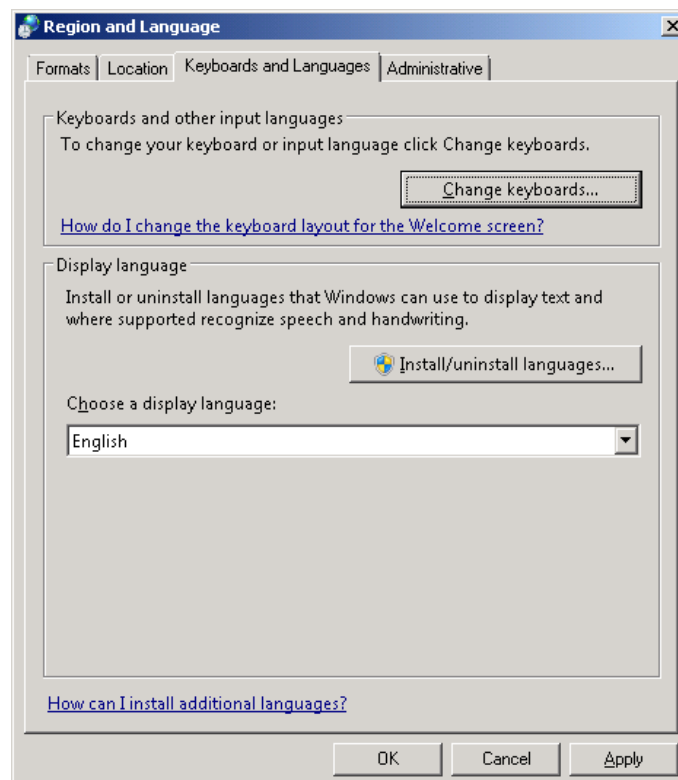 Region and Language
Formats Location Keyboards and Languages Administrative
Keyboards and other input languages
To change your keyboard or input language click Change keyboards.
Change keyboards...
How do I change the keyboard layout for the Welcome screen?
Display language
Install or uninstall languages that Windows can use to display text and
where supported recognize speech and handwriting.
Install/uninstall languages...
Choose a display language:
English
How can I install additional languages?
OK Cancel Apply